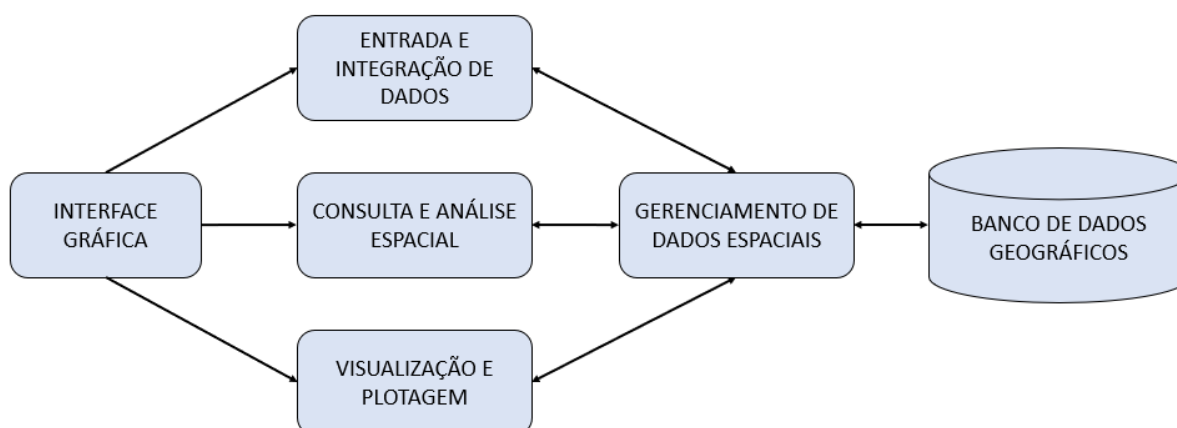 ENTRADA E
INTEGRAÇÃO DE
DADOS
INTERFACE
GRÁFICA
CONSULTA E ANÁLISE
ESPACIAL
GERENCIAMENTO DE
DADOS ESPACIAIS
BANCO DE DADOS
GEOGRÁFICOS
VISUALIZAÇÃO E
PLOTAGEM